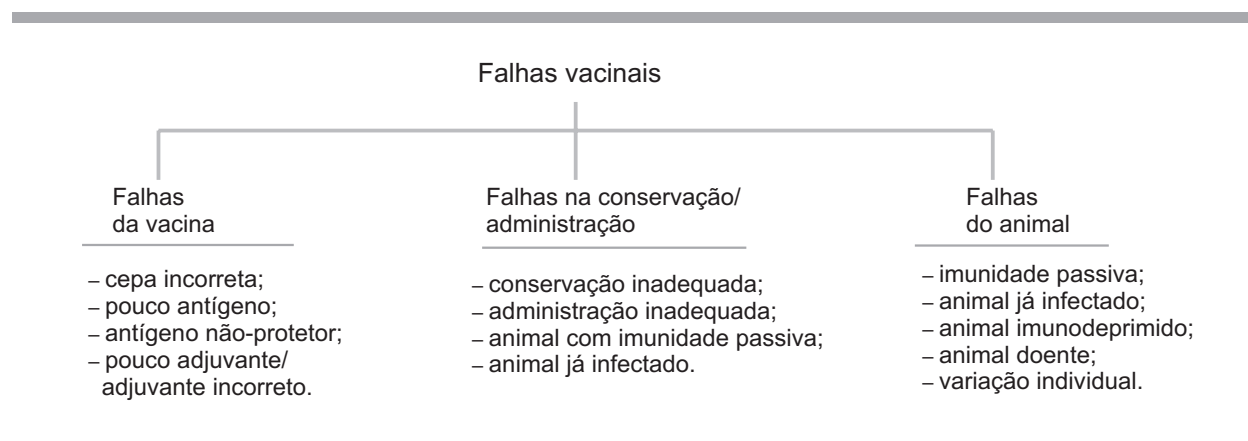 Falhas vacinais
Falhas
da vacina
– cepa incorreta;
– pouco antígeno;
– antígeno não-protetor;
– pouco adjuvante/
adjuvante incorreto.
Falhas na conservação/
administração
– conservação inadequada;
– administração inadequada;
– animal com imunidade passiva;
– animal já infectado.
Falhas
do animal
– imunidade passiva;
– animal já infectado;
– animal imunodeprimido;
– animal doente;
– variação individual.